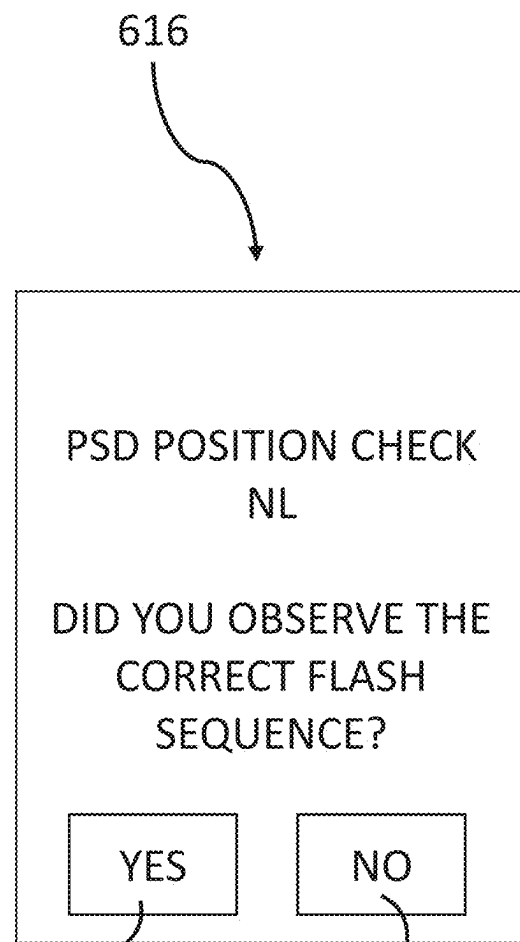 616
PSD POSITION CHECK
NL
DID YOU OBSERVE THE
CORRECT FLASH
SEQUENCE?
YES NO